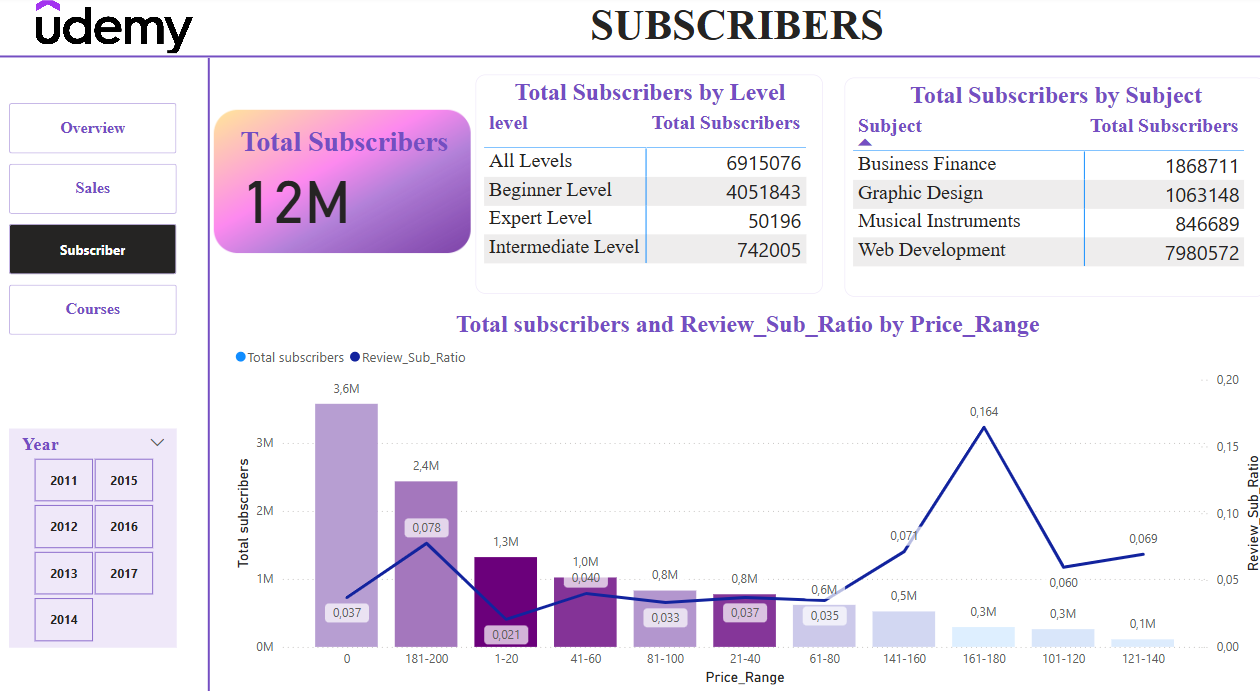 udemy
SUBSCRIBERS
Overview
Sales
Subscriber
Courses
Year
2011 2015
2012 2016
2013 2017
2014
Total Subscribers
12M
Total Subscribers by Level
level Total Subscribers
All Levels 6915076
Beginner Level 4051843
Expert Level 50196
Intermediate Level 742005
Total Subscribers by Subject
Subject Total Subscribers
Business Finance 1868711
Graphic Design 1063148
Musical Instruments 846689
Web Development 7980572
Total subscribers and Review_Sub_Ratio by Price_Range
Total subscribers Review_Sub_Ratio
Total subscribers
3M
2M
1M
0M
3,6M 2,4M 1,3M 1,0M 0,8M 0,8M 0,6M 0,5M 0,3M 0,3M 0,1M
0,037 0,078 0,021 0,040 0,033 0,037 0,035 0,071 0,164 0,060 0,069
0,20
0,15
0,10
0,05
0,00
Review_Sub_Ratio
0 181-200 1-20 41-60 81-100 21-40 61-80 141-160 161-180 101-120 121-140
Price_Range